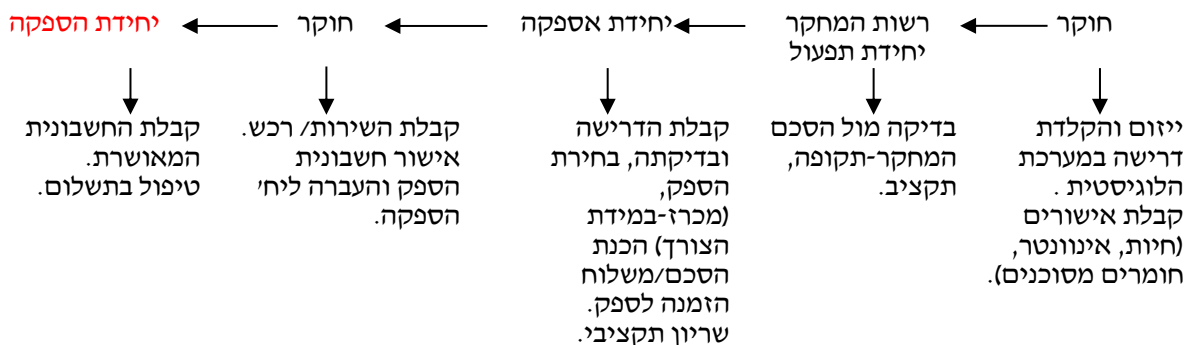 חוקר
רשות המחקר
יחידת תפעול
יחידת אספקה
חוקר
יחידת הספקה
ייזום והקלדת
דרישה במערכת
הלוגיסטית .
קבלת אישורים
(חיות, אינוונטר,
חומרים מסוכנים).
בדיקה מול הסכם
המחקר-תקופה,
תקציב.
קבלת הדרישה
ובדיקתה, בחירת
הספק,
(מכרז-במידת
הצורך) הכנת
הסכם/משלוח
הזמנה לספק.
שריון תקציבי.
קבלת השירות/ רכש.
אישור חשבונית
הספק והעברה ליח'
הספקה.
קבלת החשבונית
המאושרת.
טיפול בתשלום.